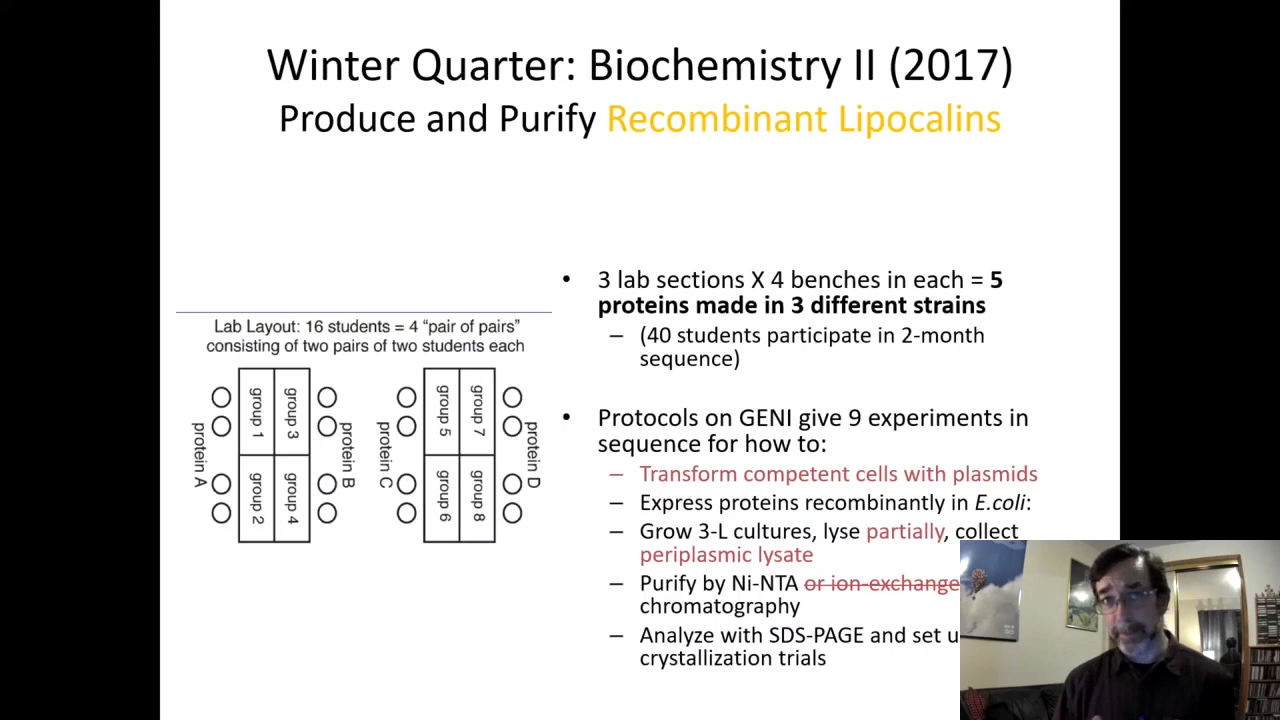 Winter Quarter: Biochemistry II (2017)
Produce and Purify Recombinant Lipocalins
Lab Layout: 16 students = 4 “pair of pairs”
consisting of two pairs of two students each
protein A
group 1
group 2
group 3
group 4
protein B
protein C
group 5
group 6
group 7
group 8
protein D
• 3 lab sections X 4 benches in each = 5
proteins made in 3 different strains
– (40 students participate in 2-month
sequence)
• Protocols on GENI give 9 experiments in
sequence for how to:
– Transform competent cells with plasmids
– Express proteins recombinantly in E.coli:
– Grow 3-L cultures, lyse partially, collect
periplasmic lysate
– Purify by Ni-NTA or ion-exchange
chromatography
– Analyze with SDS-PAGE and set u
crystallization trials